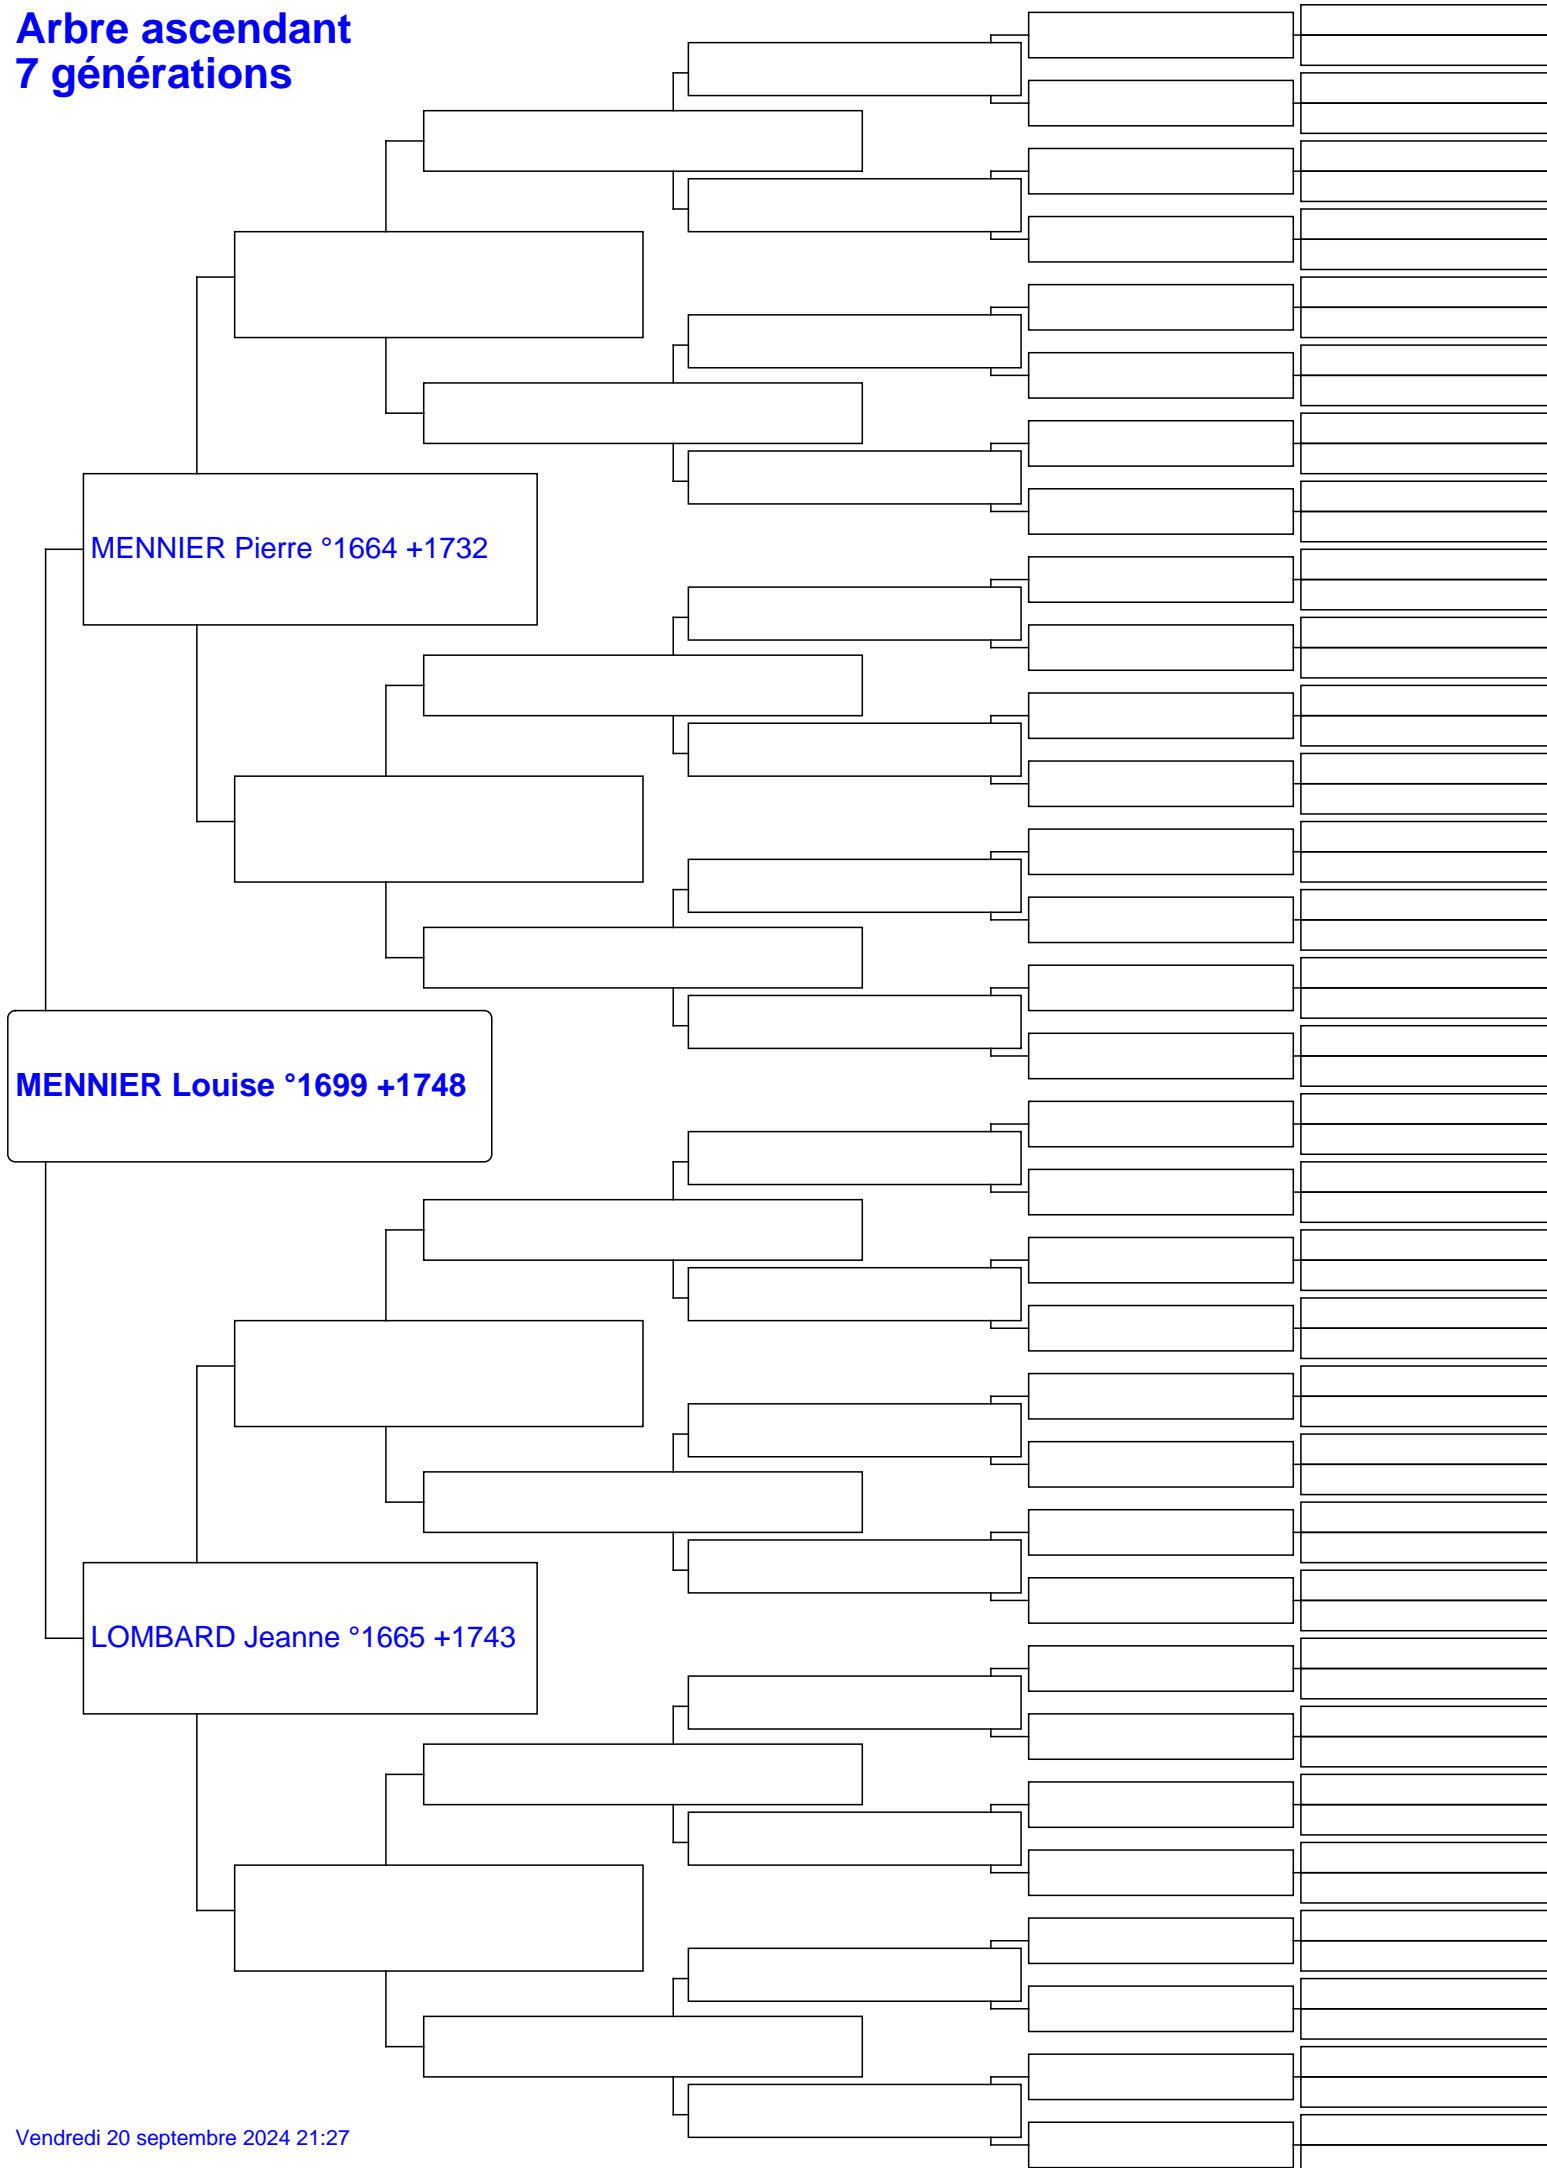 Arbre ascendant
7 générations
MENNIER Pierre °1664 +1732
MENNIER Louise °1699 +1748
LOMBARD Jeanne °1665 +1743
Vendredi 20 septembre 2024 21:27